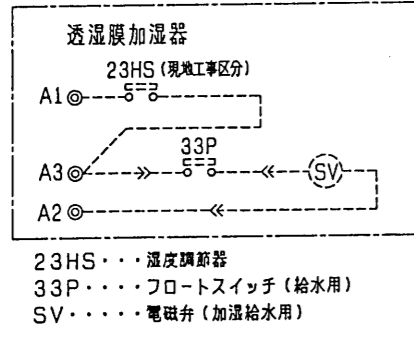 透湿膜加湿器
23HS(現地工事区分)
A1
33P
A3
SV
A2
23HS・・・湿度調節器
33P・・・・フロートスイッチ(給水用)
SV・・・・・電磁弁(加湿給水用)